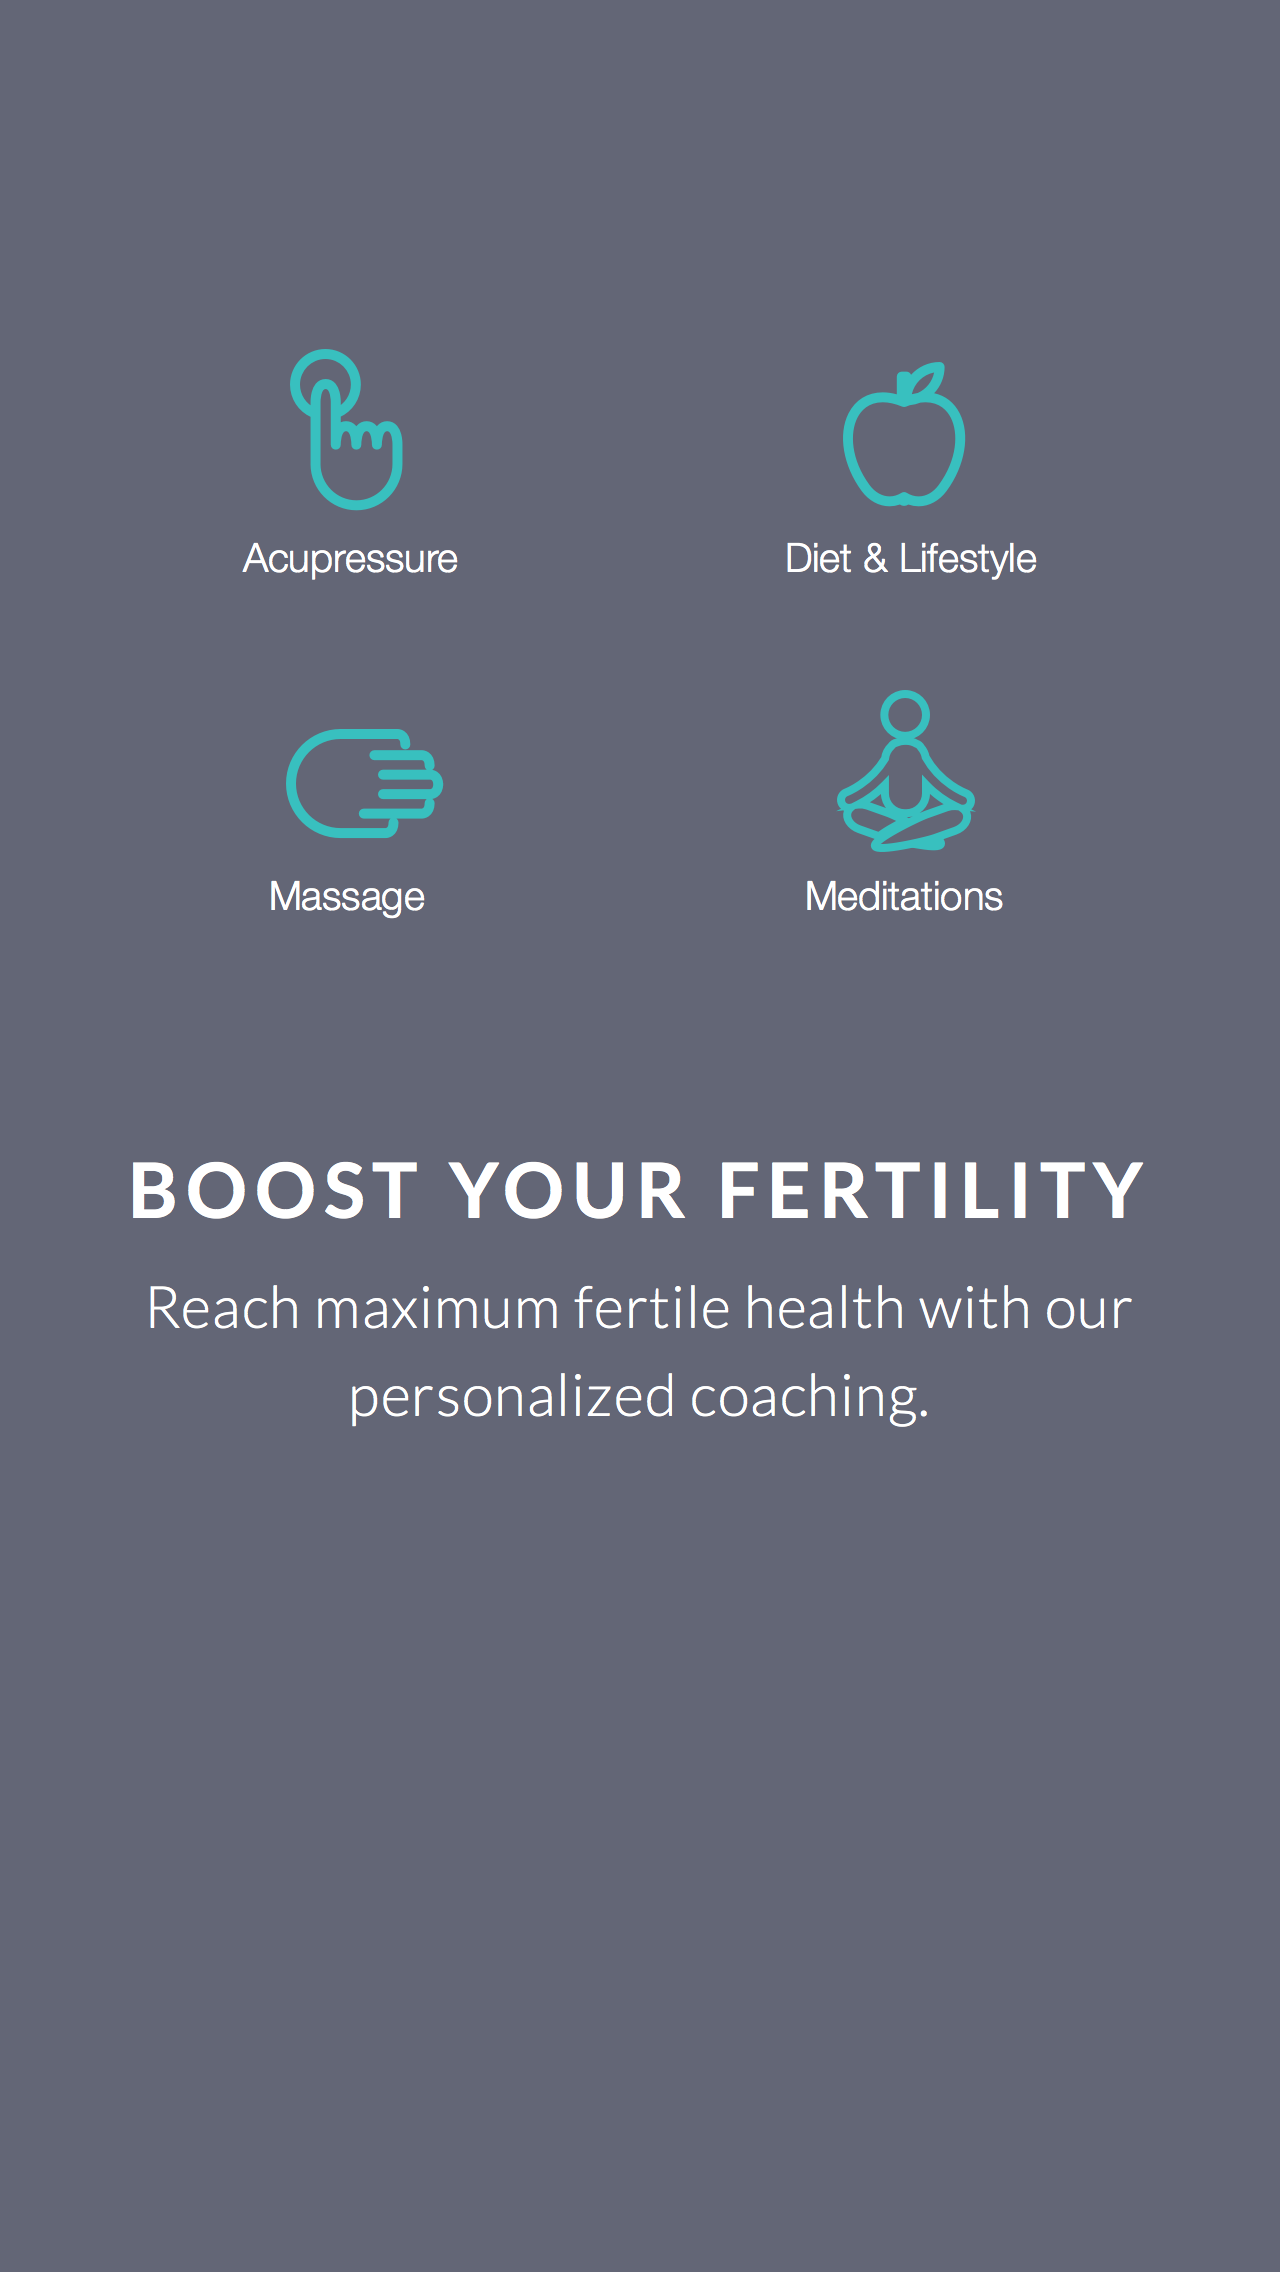 Acupressure
Diet & Lifestyle
Massage
Meditations
BOOST YOUR FERTILITY
Reach maximum fertile health with our
personalized coaching.